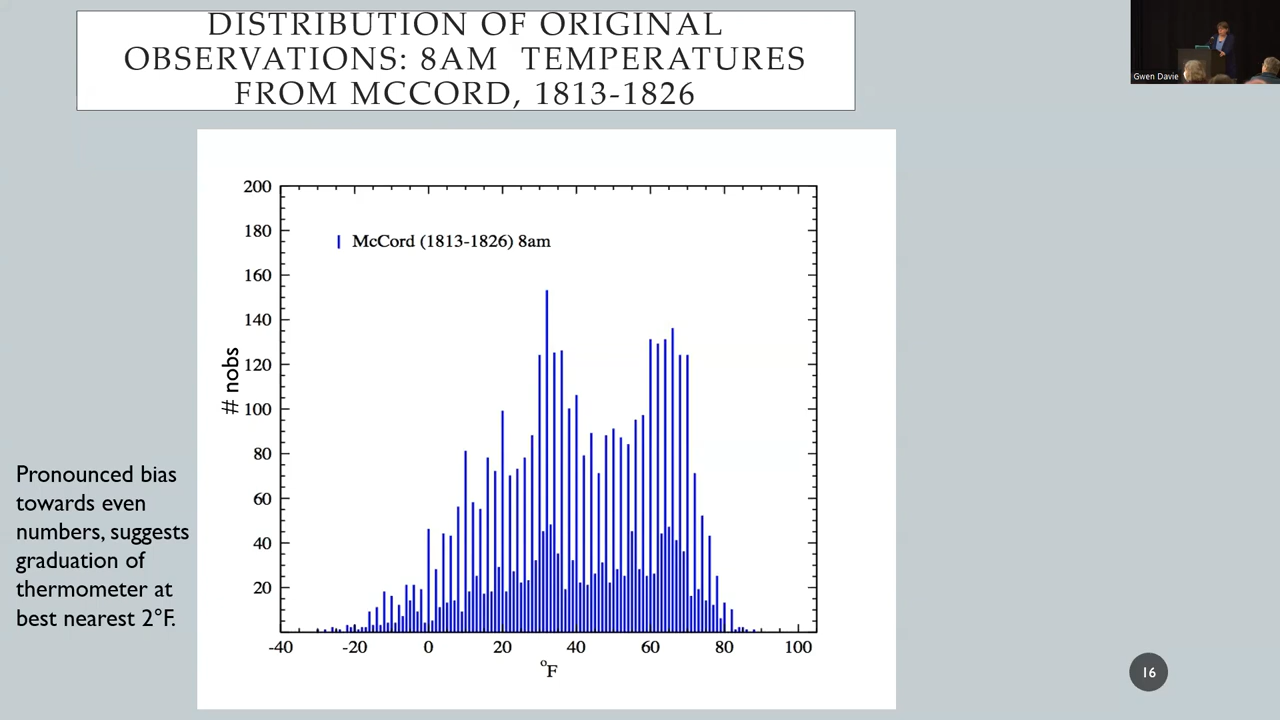 DISTRIBUTION OF ORIGINAL
OBSERVATIONS: 8AM TEMPERATURES
FROM MCCORD, 1813-1826
Gwen Davie
200
180
160
140
120
100
80
60
40
20
# nobs
McCord (1813-1826) 8am
-40 -20 0 20 40 60 80 100
°F
Pronounced bias
towards even
numbers, suggests
graduation of
thermometer at
best nearest 2°F.
16